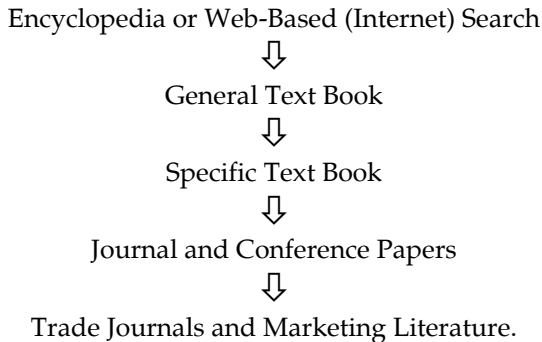 Encyclopedia or Web-Based (Internet) Search
⇩
General Text Book
⇩
Specific Text Book
⇩
Journal and Conference Papers
⇩
Trade Journals and Marketing Literature.